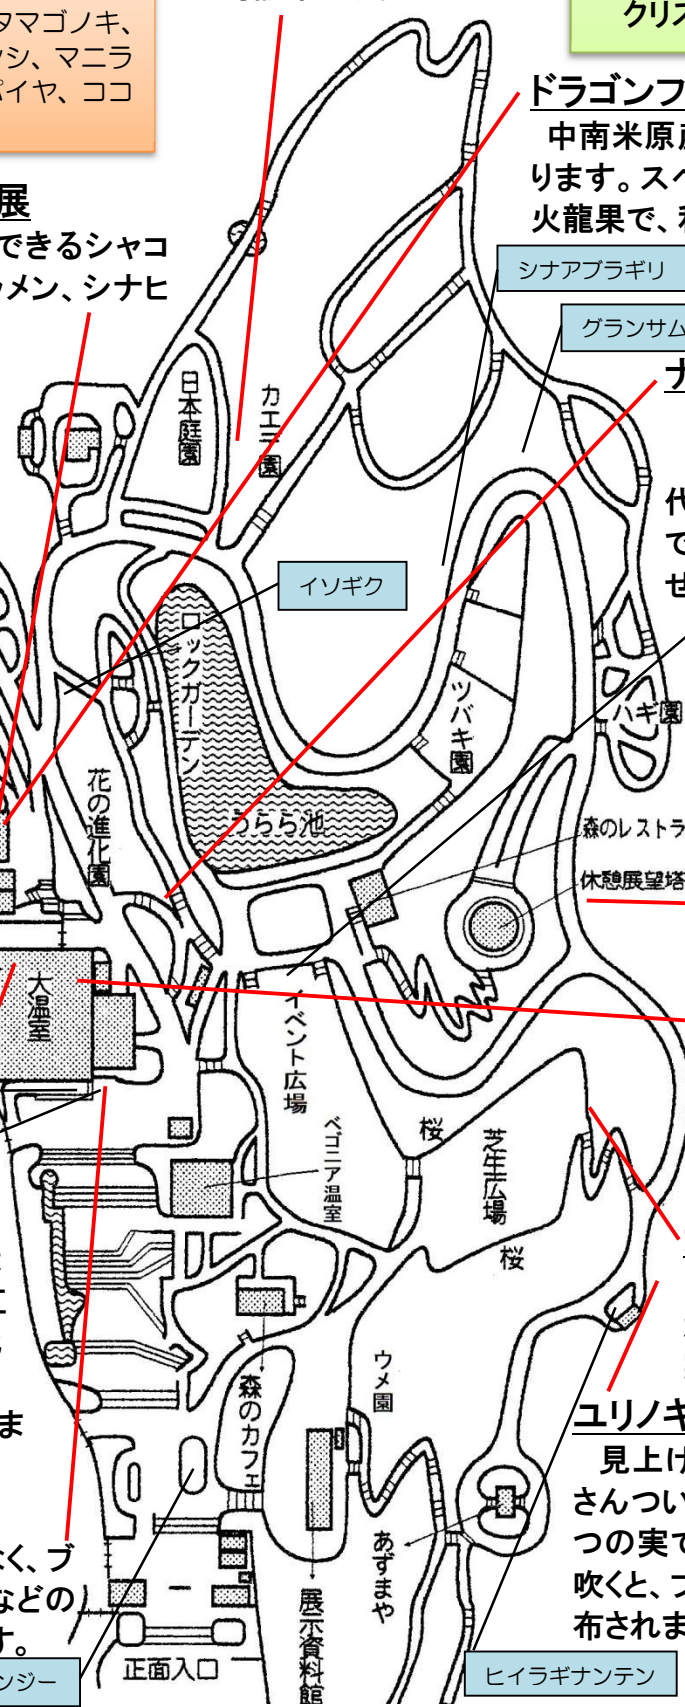 タマゴノキ、
ンシ、マニラ
パイヤ、ココ
クリス
展
できるシャコ
ラメン、シナヒ
ドラゴンフ
中南米原
ります。スペ
火龍果で、
シナアブラギリ
グランサム
ナ
代
で
せ
日本庭園
カエデ園
イソギク
ロックガーデン
うらら池
ツバキ園
ハギ園
花の進化園
森のレストラ
休憩展望塔
大温室
イベント広場
ベゴニア温室
桜
芝生広場
桜
ウメ園
森のカフェ
あずまや
展示資料館
正面入口
ま
なく、ブ
などの
す。
ンジー
ユリノキ
見上げ
さんつい
つの実で
吹くと、
布されま
ヒイラギナンテン